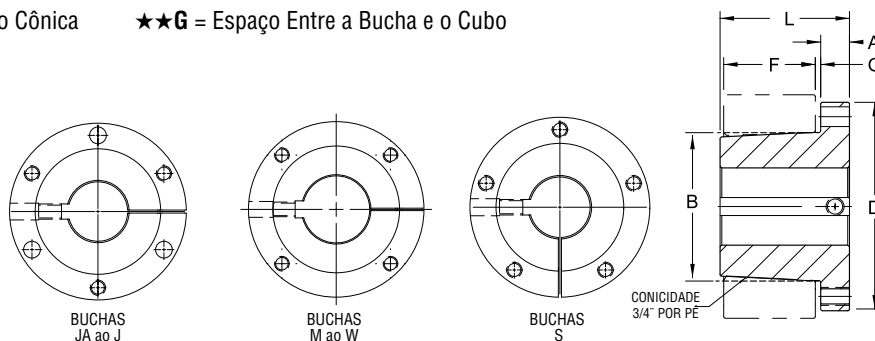 o Cônica ★★G = Espaço Entre a Bucha e o Cubo
L
A
F
G
B
D
CONICIDADE
3/4" POR PÉ
BUCHAS
JA ao J
BUCHAS
M ao W
BUCHAS
S